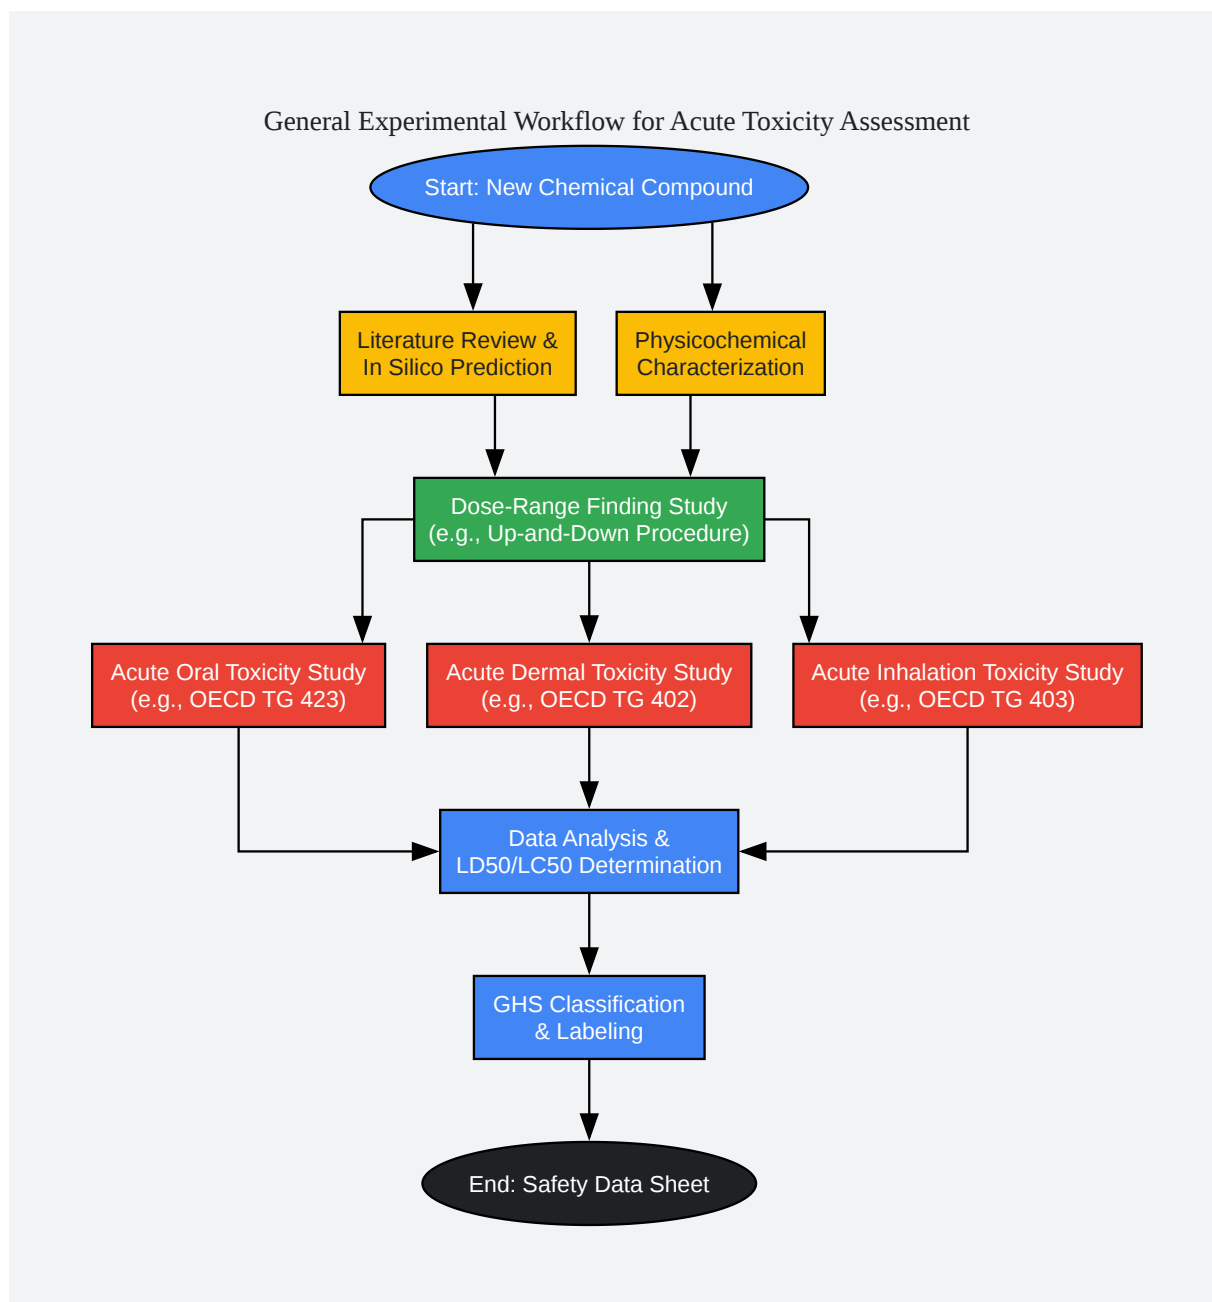 General Experimental Workflow for Acute Toxicity Assessment
Start: New Chemical Compound
Literature Review &
In Silico Prediction
Physicochemical
Characterization
Dose-Range Finding Study
(e.g., Up-and-Down Procedure)
Acute Oral Toxicity Study
(e.g., OECD TG 423)
Acute Dermal Toxicity Study
(e.g., OECD TG 402)
Acute Inhalation Toxicity Study
(e.g., OECD TG 403)
Data Analysis &
LD50/LC50 Determination
GHS Classification
& Labeling
End: Safety Data Sheet